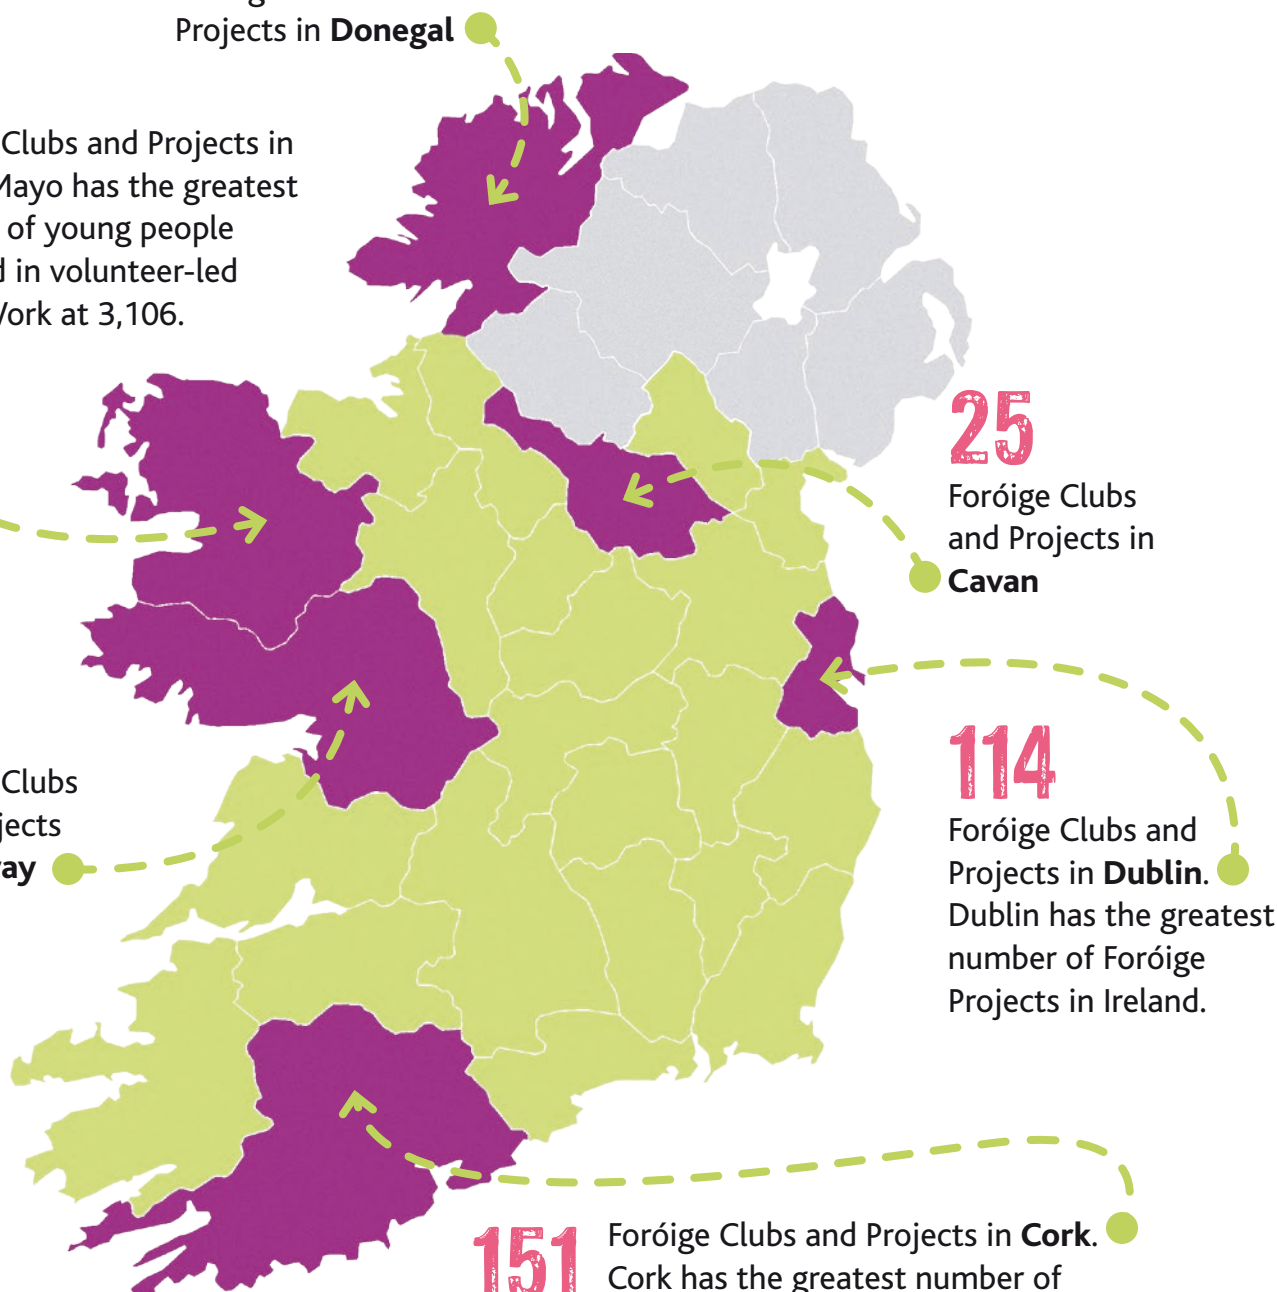 Projects in Donegal
Clubs and Projects in
Mayo has the greatest
of young people
in volunteer-led
at 3,106.
25
Foróige Clubs
and Projects in
Cavan
114
Foróige Clubs and
Projects in Dublin.
Dublin has the greatest
number of Foróige
Projects in Ireland.
Clubs
151
Foróige Clubs and Projects in Cork.
Cork has the greatest number of